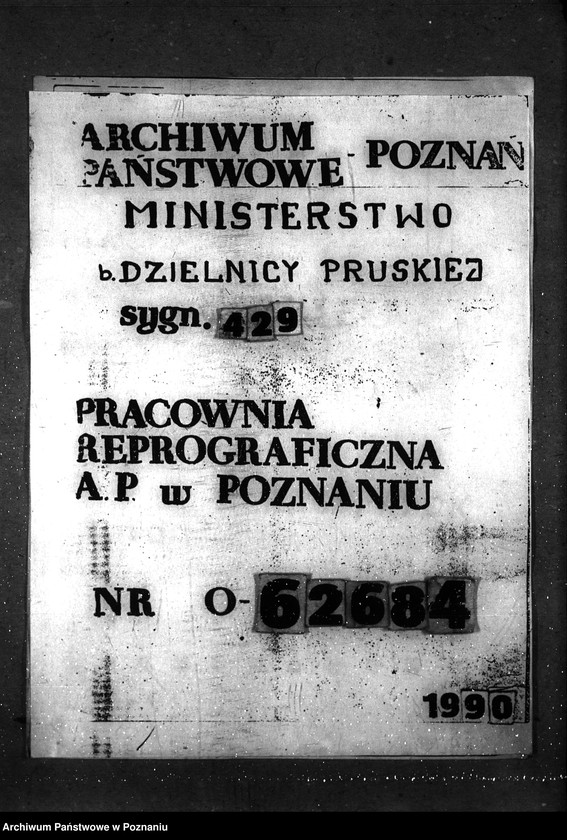 ARCHIWUM
PAŃSTWOWE - POZNAŃ
MINISTERSTWO
b. DZIELNICY PRUSKIEJ
sygn. 429
PRACOWNIA
REPROGRAFICZNA
A.P. w POZNANIU
NR O-62684
1990
Archiwum Państwowe w Poznaniu